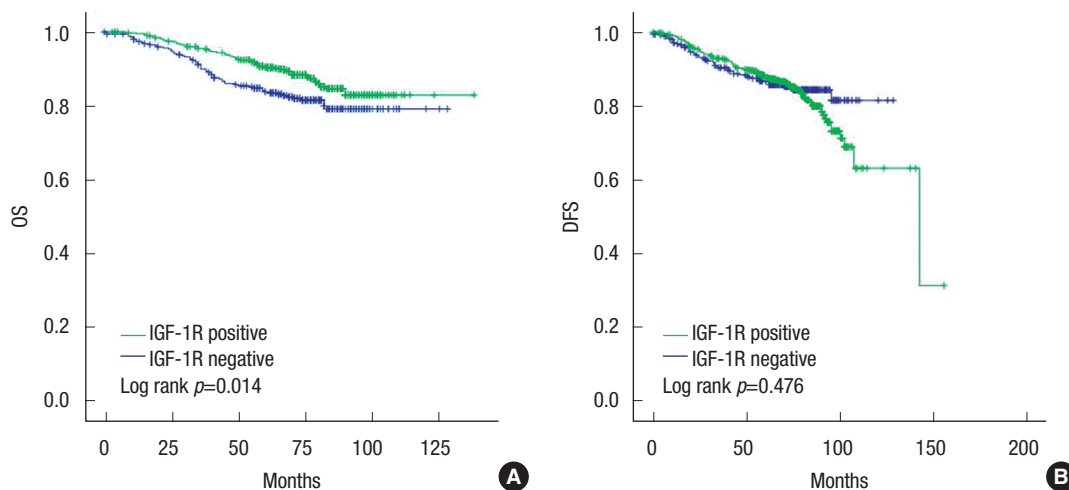 1.0
0.8
0.6
0.4
0.2
0.0
OS
IGF-1R positive
IGF-1R negative
Log rank p=0.014
0 25 50 75 100 125
Months
A
1.0
0.8
0.6
0.4
0.2
0.0
DFS
IGF-1R positive
IGF-1R negative
Log rank p=0.476
0 50 100 150 200
Months
B